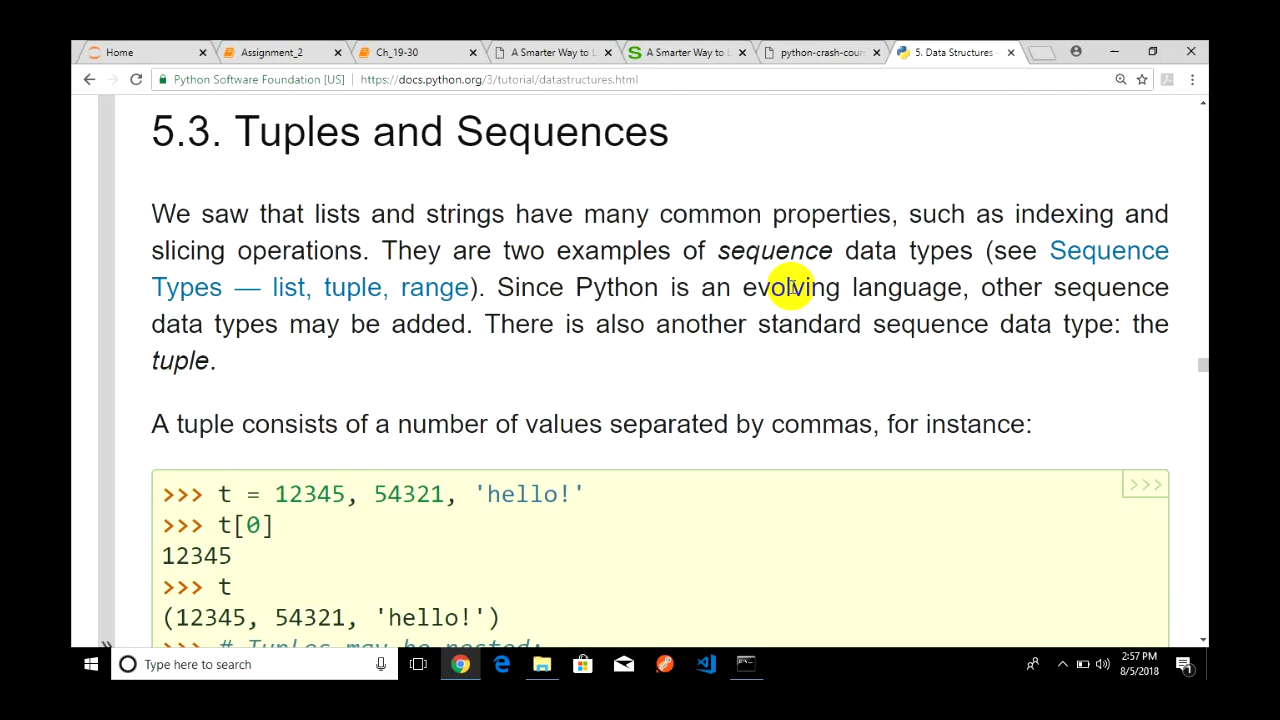 Home
Assignment_2
Ch_19-30
A Smarter Way to L
A Smarter Way to L
python-crash-cour
5. Data Structures -
Python Software Foundation [US] https://docs.python.org/3/tutorial/datastructures.html
5.3. Tuples and Sequences
We saw that lists and strings have many common properties, such as indexing and
slicing operations. They are two examples of sequence data types (see Sequence
Types — list, tuple, range). Since Python is an evolving language, other sequence
data types may be added. There is also another standard sequence data type: the
tuple.
A tuple consists of a number of values separated by commas, for instance:
>>>
>>> t = 12345, 54321, 'hello!'
>>> t[0]
12345
>>> t
(12345, 54321, 'hello!')
>>> # Tuples may be nested:
»
Type here to search
2:57 PM
8/5/2018
1